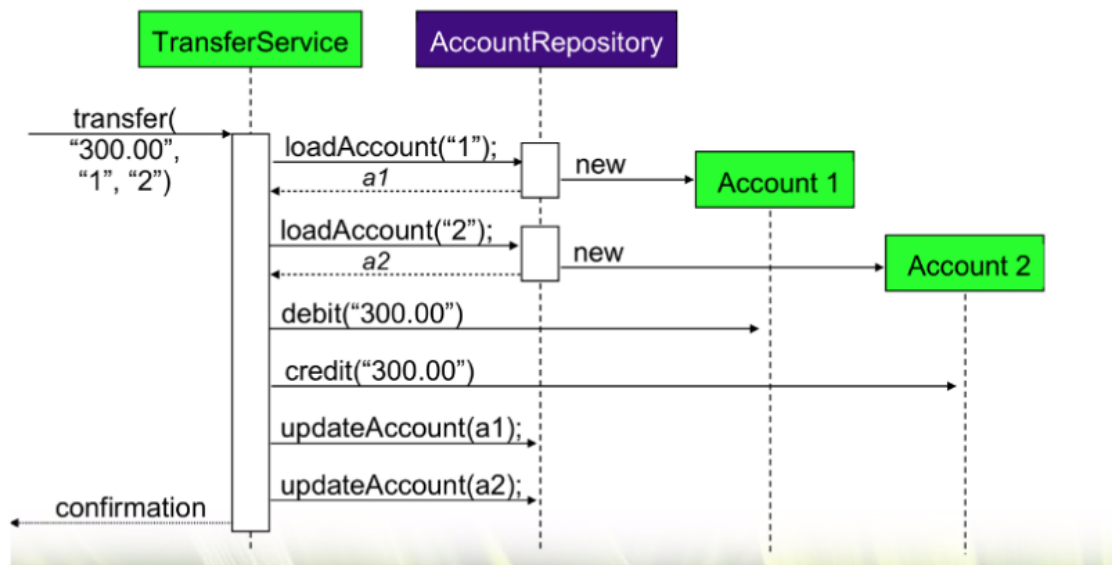 TransferService
AccountRepository
transfer(
“300.00”,
“1”, “2”)
loadAccount(“1”);
a1
new
Account 1
loadAccount(“2”);
a2
new
Account 2
debit(“300.00”)
credit(“300.00”)
updateAccount(a1);
updateAccount(a2);
confirmation